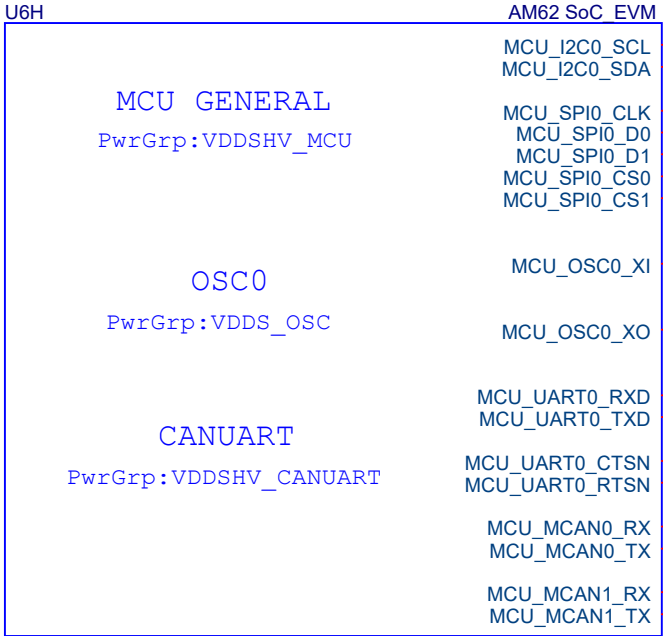 U6H
AM62 SoC_EVM
MCU_I2C0_SCL
MCU_I2C0_SDA
MCU GENERAL
PwrGrp:VDDSHV_MCU
MCU_SPI0_CLK
MCU_SPI0_D0
MCU_SPI0_D1
MCU_SPI0_CS0
MCU_SPI0_CS1
OSC0
PwrGrp:VDDS_OSC
MCU_OSC0_XI
MCU_OSC0_XO
CANUART
PwrGrp:VDDSHV_CANUART
MCU_UART0_RXD
MCU_UART0_TXD
MCU_UART0_CTSN
MCU_UART0_RTSN
MCU_MCAN0_RX
MCU_MCAN0_TX
MCU_MCAN1_RX
MCU_MCAN1_TX